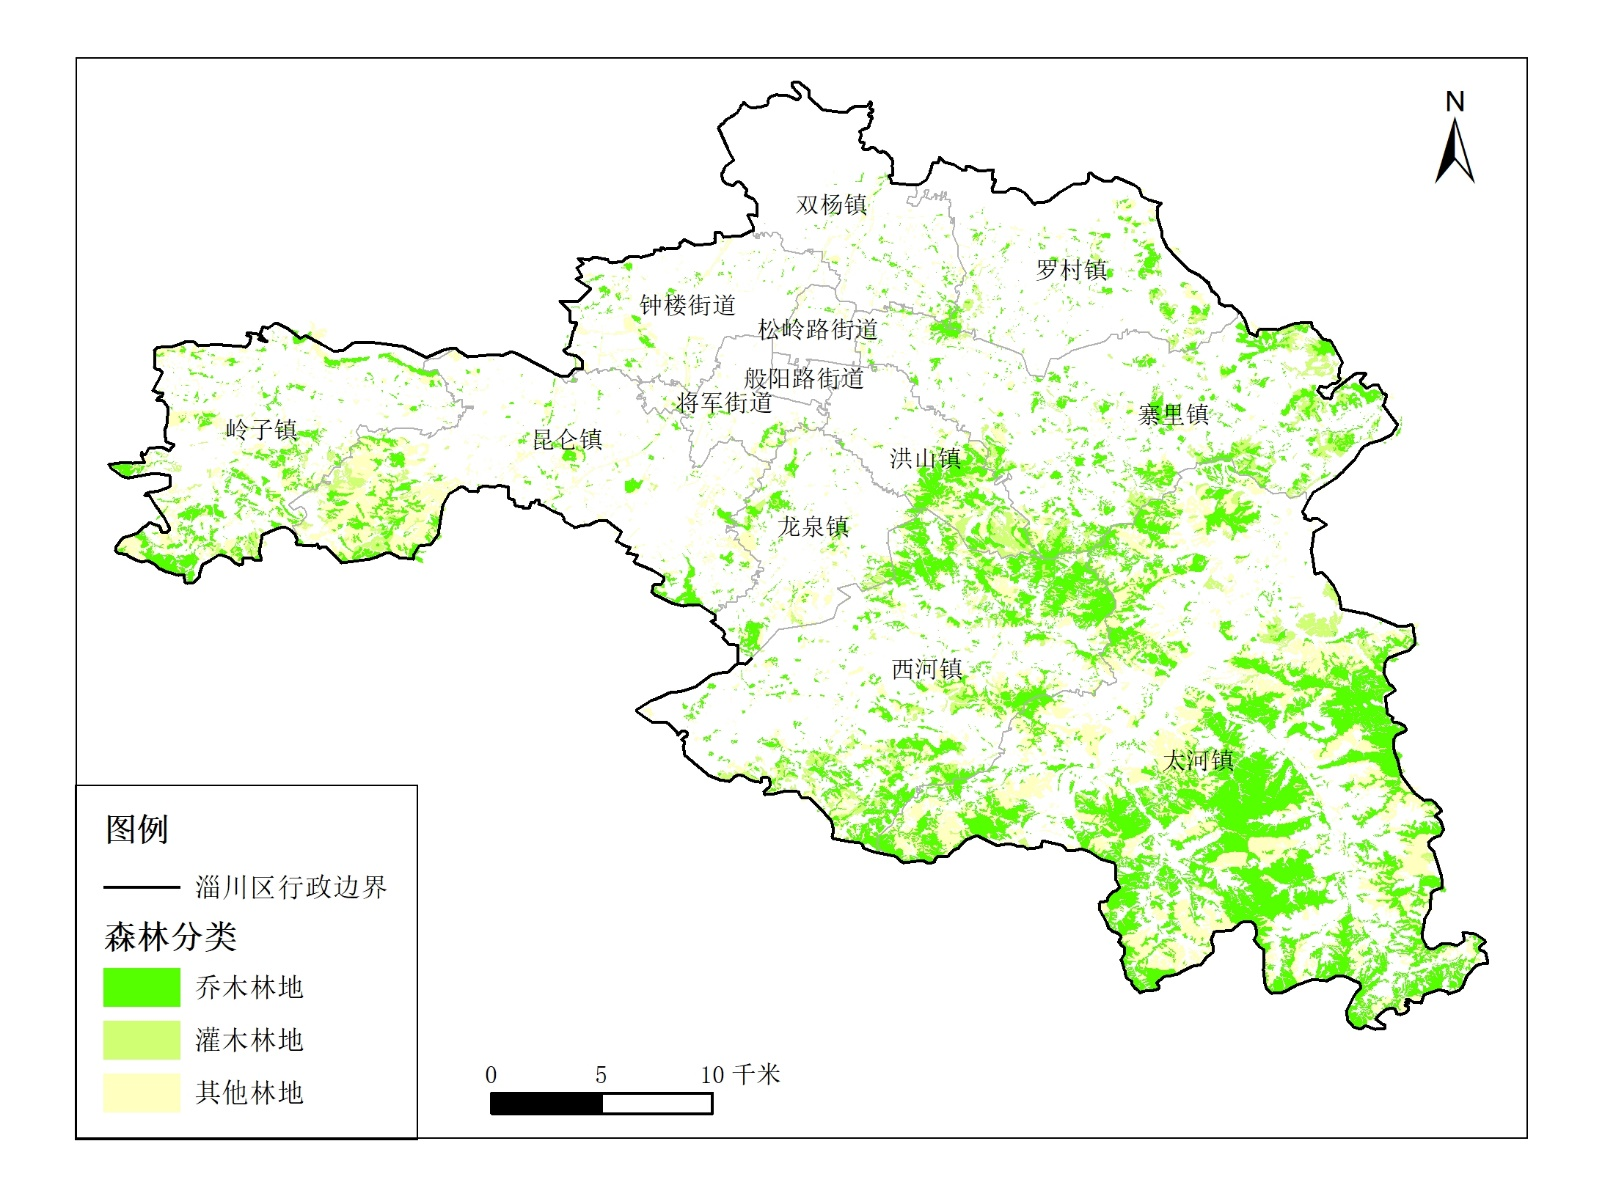 N
双杨镇
罗村镇
钟楼街道
松岭路街道
般阳路街道
将军街道
寨里镇
岭子镇
昆仑镇
洪山镇
龙泉镇
西河镇
太河镇
图例
淄川区行政边界
森林分类
乔木林地
灌木林地
其他林地
0 5 10 千米